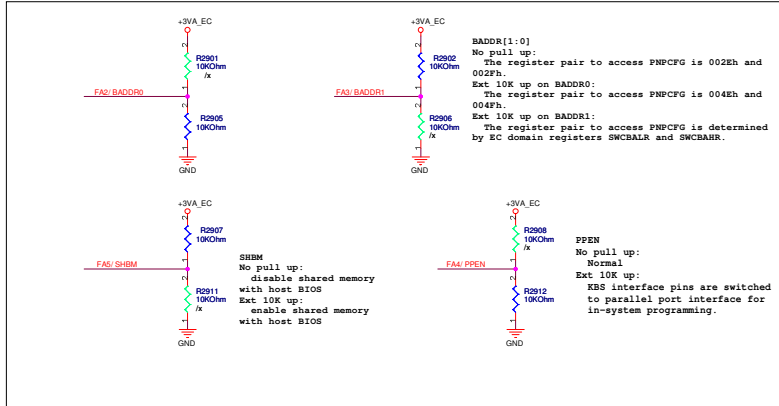 +3VA_EC
2
R2901
10KOhm
/x
1
FA2/ BADDR0
2
R2905
10KOhm
1
GND
+3VA_EC
2
R2902
10KOhm
1
FA3/ BADDR1
2
R2906
10KOhm
/x
1
GND
BADDR[1:0]
No pull up:
The register pair to access PNPCFG is 002Eh and
002Fh.
Ext 10K up on BADDR0:
The register pair to access PNPCFG is 004Eh and
004Fh.
Ext 10K up on BADDR1:
The register pair to access PNPCFG is determined
by EC domain registers SWCBALR and SWCBAHR.
+3VA_EC
2
R2907
10KOhm
1
FA5/ SHBM
2
R2911
10KOhm
/x
1
GND
SHBM
No pull up:
disable shared memory
with host BIOS
Ext 10K up:
enable shared memory
with host BIOS
+3VA_EC
2
R2908
10KOhm
/x
1
FA4/ PPEN
2
R2912
10KOhm
1
GND
PPEN
No pull up:
Normal
Ext 10K up:
KBS interface pins are switched
to parallel port interface for
in-system programming.